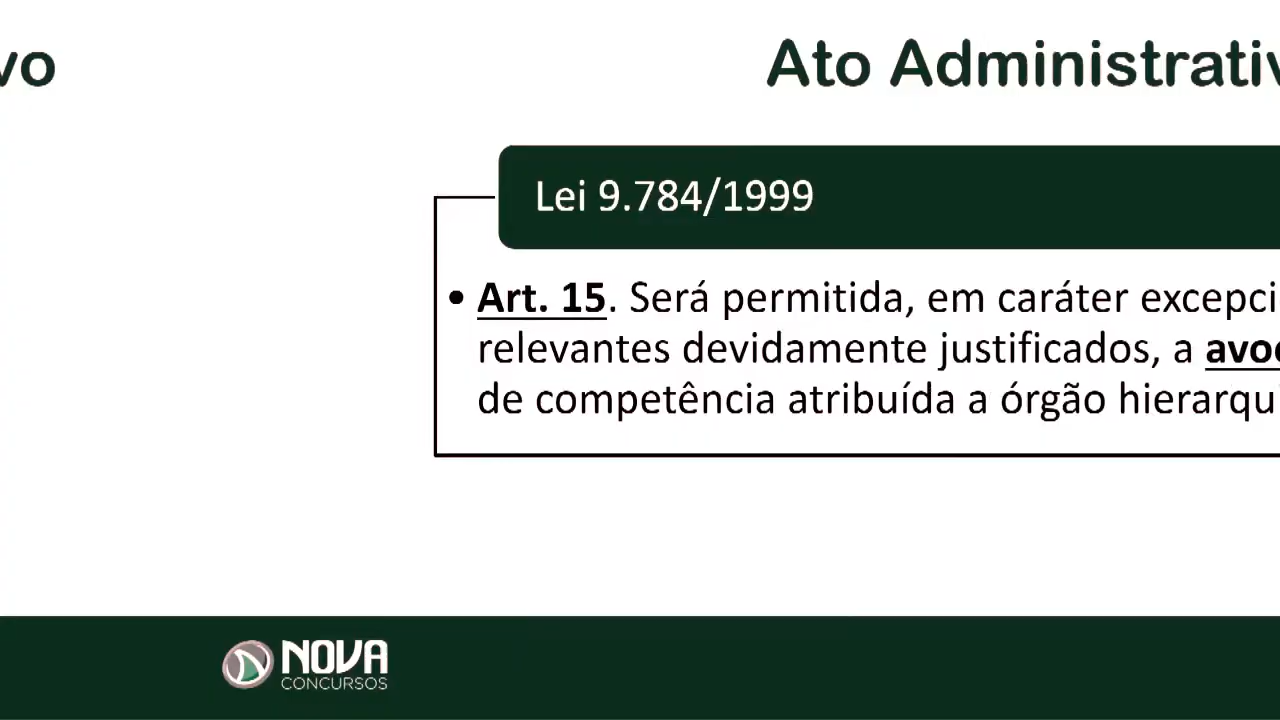 vo
Ato Administrativ
Lei 9.784/1999
• Art. 15. Será permitida, em caráter excepci
relevantes devidamente justificados, a avoc
de competência atribuída a órgão hierarqui
NOVA
CONCURSOS